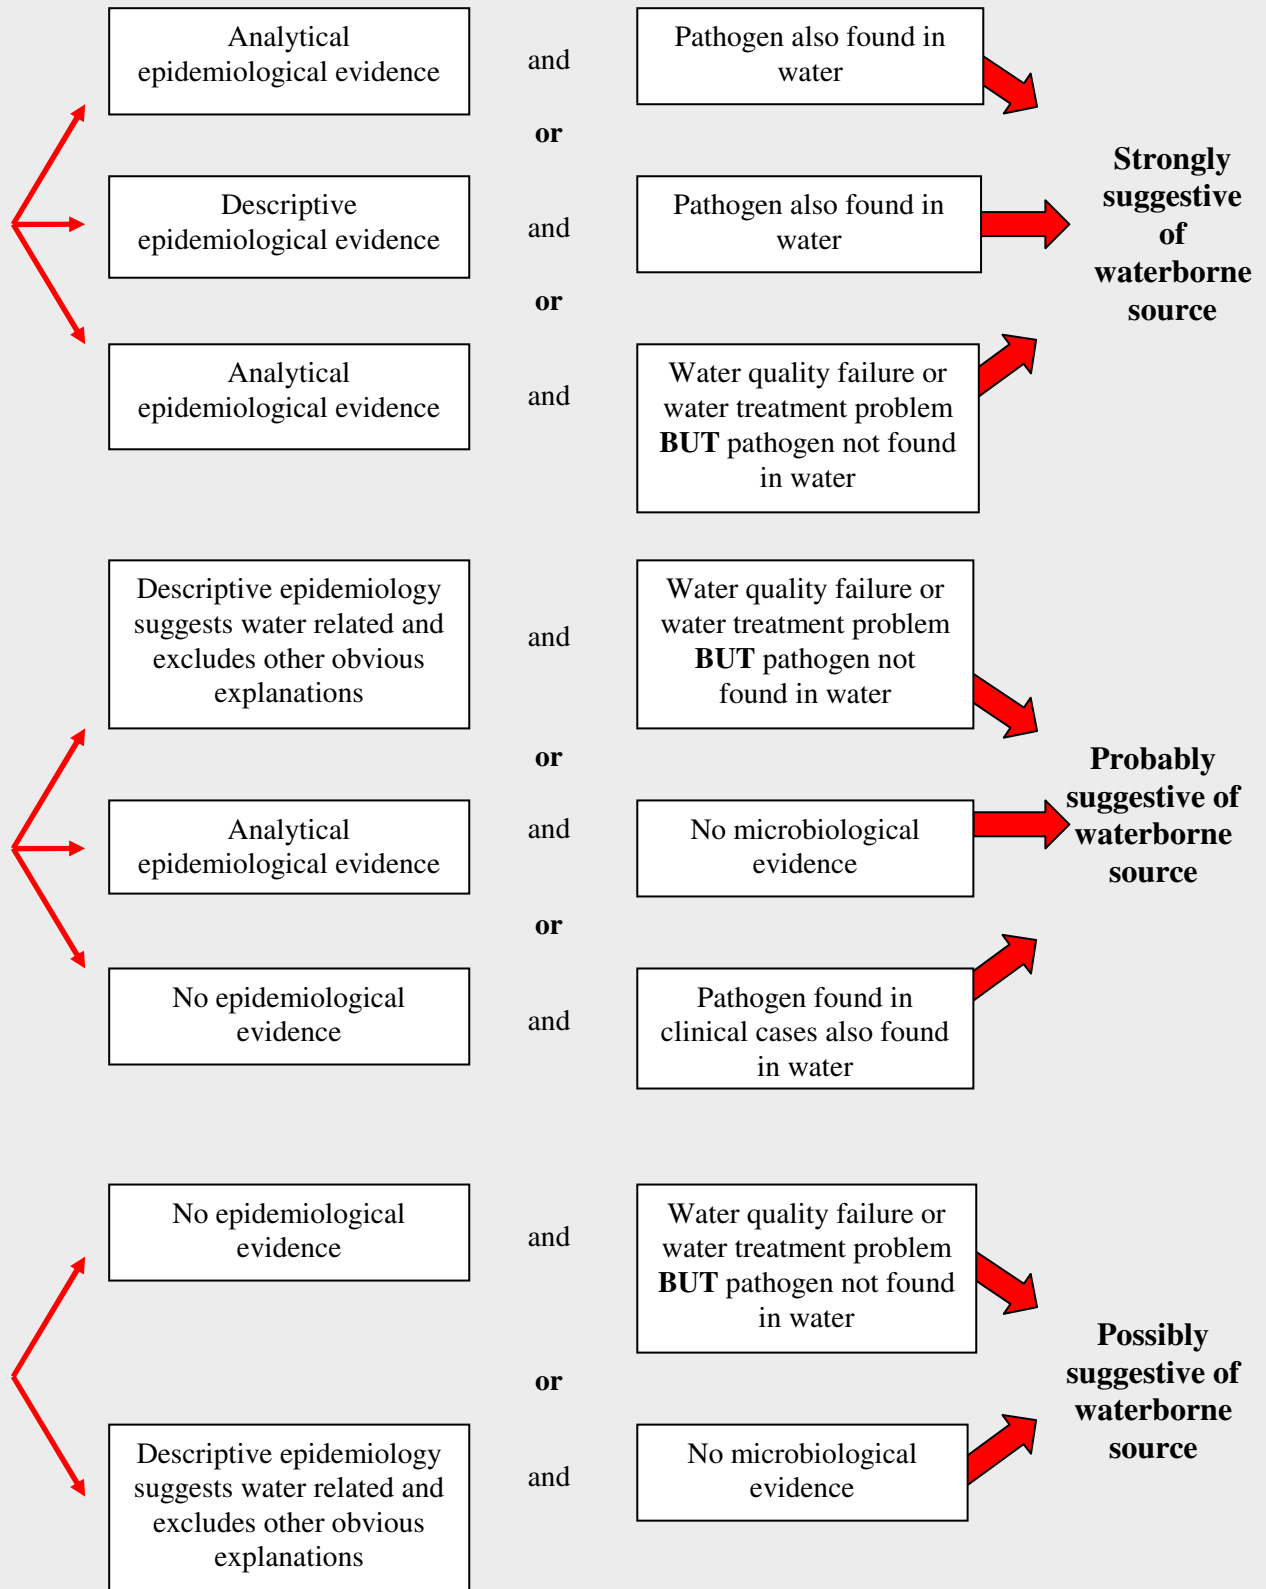 Analytical
epidemiological evidence
and
Pathogen also found in
water
or
Descriptive
epidemiological evidence
and
Pathogen also found in
water
or
Analytical
epidemiological evidence
and
Water quality failure or
water treatment problem
BUT pathogen not found
in water
Strongly
suggestive
of
waterborne
source
Descriptive epidemiology
suggests water related and
excludes other obvious
explanations
and
Water quality failure or
water treatment problem
BUT pathogen not
found in water
or
Analytical
epidemiological evidence
and
No microbiological
evidence
or
No epidemiological
evidence
and
Pathogen found in
clinical cases also found
in water
Probably
suggestive of
waterborne
source
No epidemiological
evidence
and
Water quality failure or
water treatment problem
BUT pathogen not found
in water
or
Descriptive epidemiology
suggests water related and
excludes other obvious
explanations
and
No microbiological
evidence
Possibly
suggestive of
waterborne
source